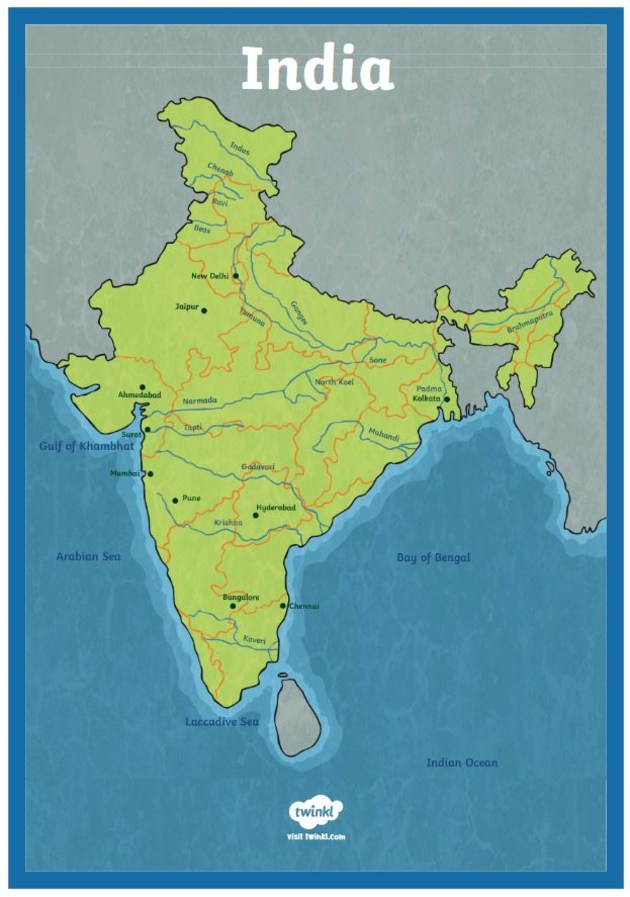 India
Indus
Chenab
Ravi
Beas
New Delhi
Jaipur
Yamuna
Ganges
Brahmaputra
Sone
North Koel
Ahmedabad
Padma
Kolkata
Narmada
Surat
Tapti
Mahandi
Gulf of Khambhat
Mumbai
Godavari
Pune
Hyderabad
Krishna
Arabian Sea
Bay of Bengal
Bungalore
Chennai
Kaveri
Laccadive Sea
Indian Ocean
twinkl
visit twinkl.com